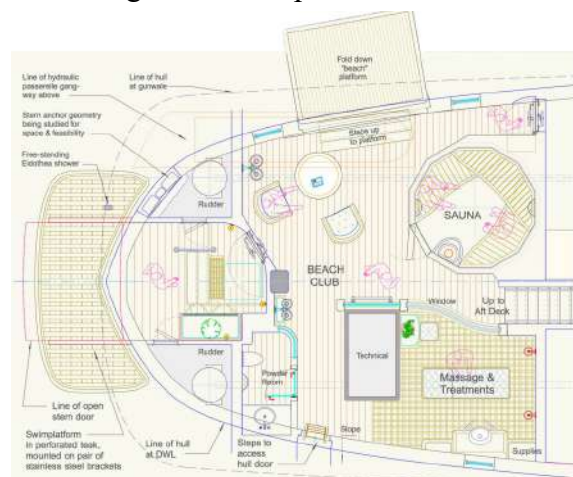 Fold down
"beach"
platform
Line of hydraulic
passerelle gang-
way above
Line of hull
at gunwale
Stern anchor geometry
being studied for
space & feasibility
Steps up
to platform
Free-standing
Eidothea shower
Rudder
SAUNA
BEACH
CLUB
Window
Up to
Aft Deck
Technical
Rudder
Powder
Room
Massage &
Treatments
Line of open
stern door
Swimplatform
in perforated teak,
mounted on pair of
stainless steel brackets
Line of hull
at DWL
Steps to
access
hull door
Slope
Supplies